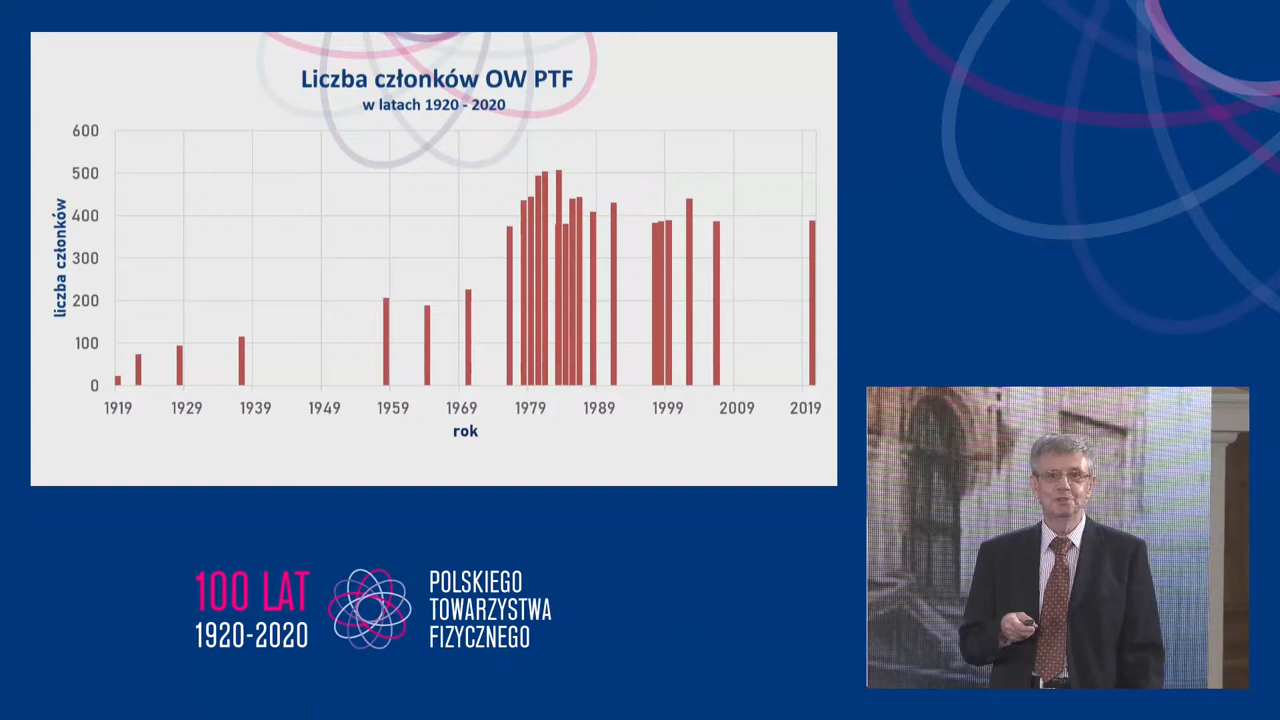 Liczba członków OW PTF
w latach 1920 - 2020
liczba członków
600
500
400
300
200
100
0
1919
1929
1939
1949
1959
1969
1979
1989
1999
2009
2019
rok
100 LAT
1920-2020
POLSKIEGO
TOWARZYSTWA
FIZYCZNEGO